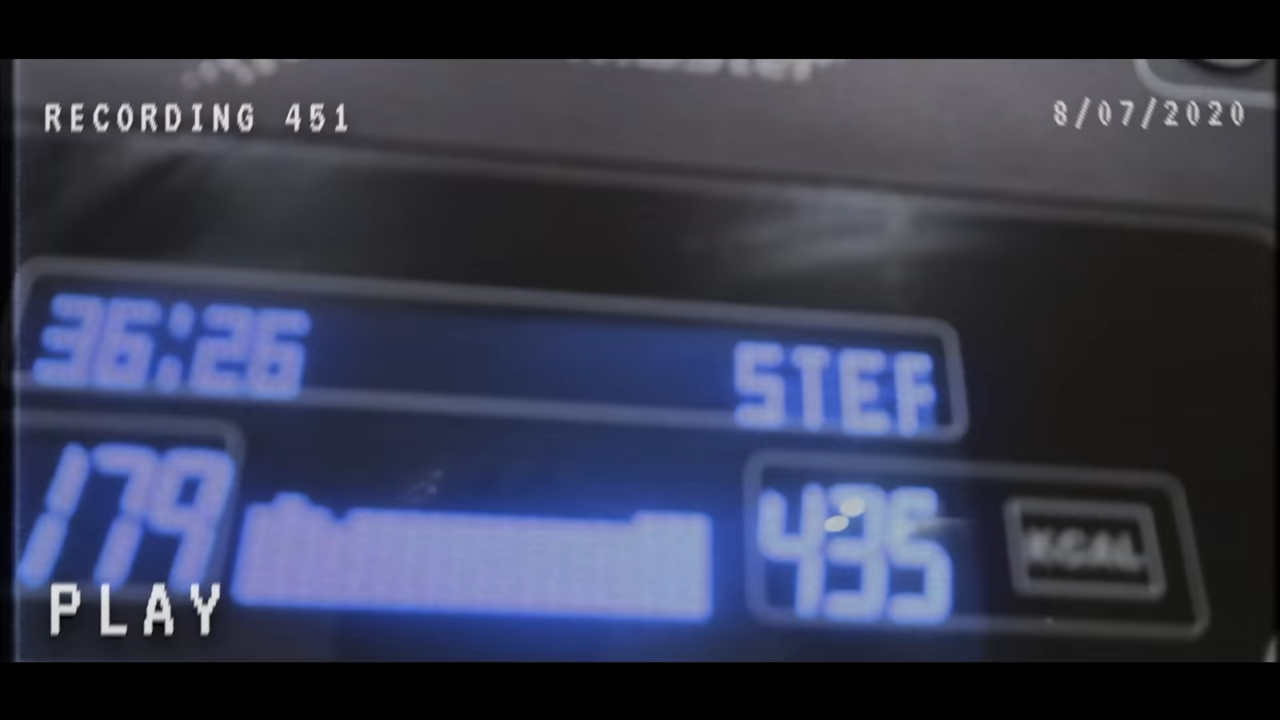 RECORDING 451
8/07/2020
36:26
STEF
179
435
KCAL
PLAY